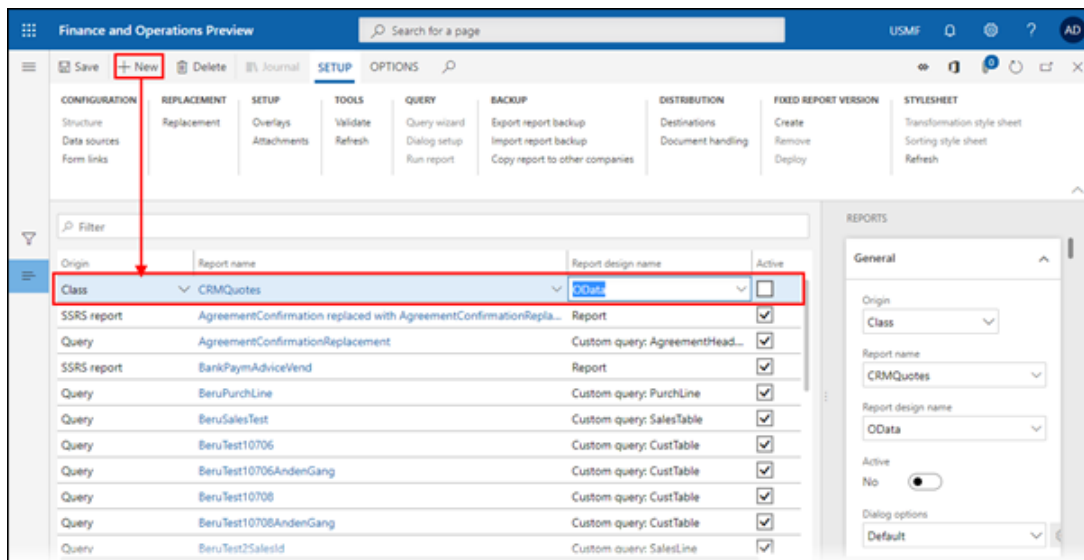 Finance and Operations Preview
Search for a page
USMF
?
AD
Save
New
Delete
Journal
SETUP
OPTIONS
0
CONFIGURATION
Structure
Data sources
Form links
REPLACEMENT
Replacement
SETUP
Overlays
Attachments
TOOLS
Validate
Refresh
QUERY
Query wizard
Dialog setup
Run report
BACKUP
Export report backup
Import report backup
Copy report to other companies
DISTRIBUTION
Destinations
Document handling
FIXED REPORT VERSION
Create
Remove
Deploy
STYLESHEET
Transformation style sheet
Sorting style sheet
Refresh
Filter
Origin Report name Report design name Active
Class CRMQuotes OData
SSRS report AgreementConfirmation replaced with AgreementConfirmationRepla... Report
Query AgreementConfirmationReplacement Custom query: AgreementHead...
SSRS report BankPaymAdviceVend Report
Query BeruPurchLine Custom query: PurchLine
Query BeruSalesTest Custom query: SalesTable
Query BeruTest10706 Custom query: CustTable
Query BeruTest10706AndenGang Custom query: CustTable
Query BeruTest10708 Custom query: CustTable
Query BeruTest10708AndenGang Custom query: CustTable
Query BeruTest2SalesId Custom query: SalesLine
REPORTS
General
Origin
Class
Report name
CRMQuotes
Report design name
OData
Active
No
Dialog options
Default